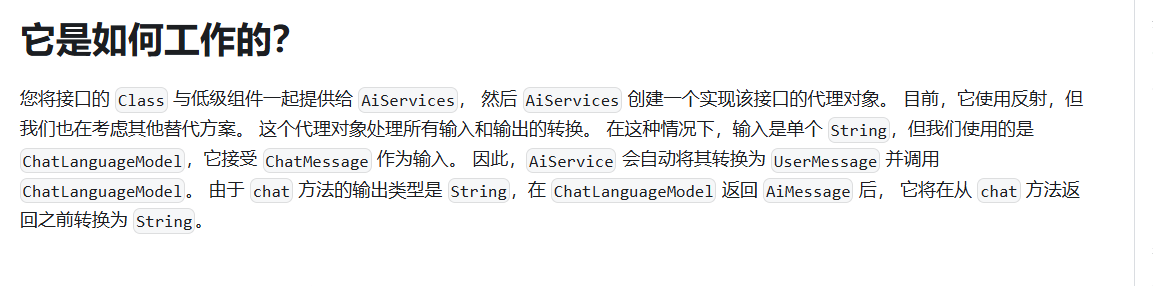 它是如何工作的？
您将接口的 Class 与低级组件一起提供给 AiServices， 然后 AiServices 创建一个实现该接口的代理对象。 目前，它使用反射，但
我们也在考虑其他替代方案。 这个代理对象处理所有输入和输出的转换。 在这种情况下，输入是单个 String，但我们使用的是
ChatLanguageModel，它接受 ChatMessage 作为输入。 因此，AiService 会自动将其转换为 UserMessage 并调用
ChatLanguageModel。 由于 chat 方法的输出类型是 String，在 ChatLanguageModel 返回 AiMessage 后， 它将在从 chat 方法返
回之前转换为 String。